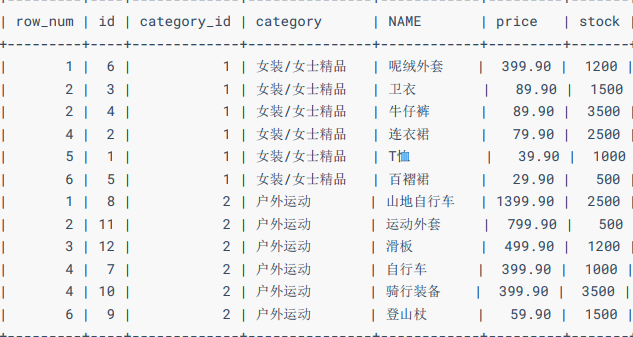 | row_num | id | category_id | category | NAME | price | stock
+---------+----+-------------+---------------+------------+---------+-------
| 1 | 6 | 1 | 女装/女士精品 | 呢绒外套 | 399.90 | 1200 |
| 2 | 3 | 1 | 女装/女士精品 | 卫衣 | 89.90 | 1500
| 2 | 4 | 1 | 女装/女士精品 | 牛仔裤 | 89.90 | 3500 |
| 4 | 2 | 1 | 女装/女士精品 | 连衣裙 | 79.90 | 2500 |
| 5 | 1 | 1 | 女装/女士精品 | T恤 | 39.90 | 1000
| 6 | 5 | 1 | 女装/女士精品 | 百褶裙 | 29.90 | 500 |
| 1 | 8 | 2 | 户外运动 | 山地自行车 | 1399.90 | 2500 |
| 2 | 11 | 2 | 户外运动 | 运动外套 | 799.90 | 500
| 3 | 12 | 2 | 户外运动 | 滑板 | 499.90 | 1200 |
| 4 | 7 | 2 | 户外运动 | 自行车 | 399.90 | 1000 |
| 4 | 10 | 2 | 户外运动 | 骑行装备 | 399.90 | 3500 |
| 6 | 9 | 2 | 户外运动 | 登山杖 | 59.90 | 1500 |
+---------+----+-------------+---------------+------------+---------+-------